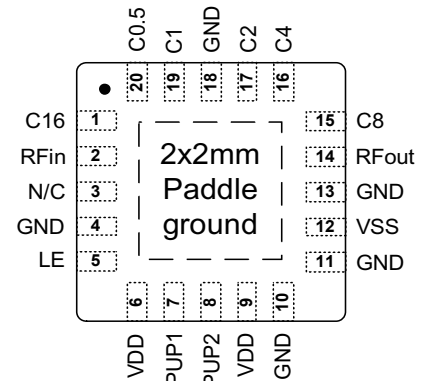 C0.5 C1 GND C2 C4
20 19 18 17 16
C16 1 15 C8
RFin 2 2x2mm 14 RFout
N/C 3 Paddle 13 GND
GND 4 ground 12 VSS
LE 5 11 GND
6 7 8 9 10
VDD PUP1 PUP2 VDD GND